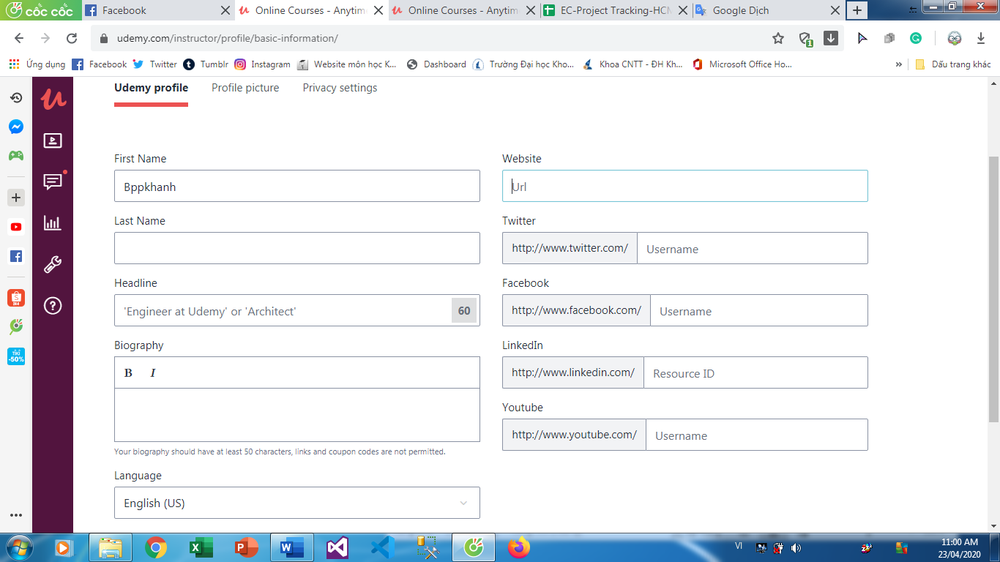 cốc cốc
Facebook
Online Courses - Anytim
Online Courses - Anytim
EC-Project Tracking-HCM
Google Dịch
udemy.com/instructor/profile/basic-information/
1
Ứng dụng
Facebook
Twitter
Tumblr
Instagram
Website môn học K...
Dashboard
Trường Đại học Kho...
Khoa CNTT - ĐH Kh...
Microsoft Office Ho...
»
Dấu trang khác
Udemy profile
Profile picture
Privacy settings
First Name
Bppkhanh
Last Name
Headline
'Engineer at Udemy' or 'Architect'
60
Biography
B I
Your biography should have at least 50 characters, links and coupon codes are not permitted.
Language
English (US)
Website
Url
Twitter
http://www.twitter.com/
Username
Facebook
http://www.facebook.com/
Username
LinkedIn
http://www.linkedin.com/
Resource ID
Youtube
http://www.youtube.com/
Username
TIKI
-50%
VI
11:00 AM
23/04/2020